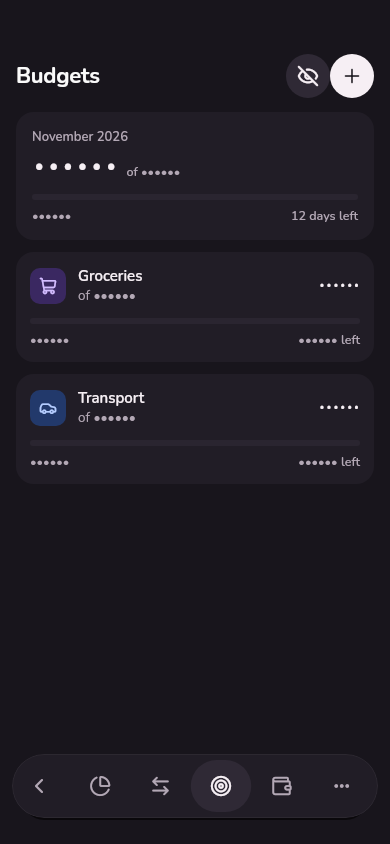 Budgets
November 2026
•••••• of ••••••
•••••• 12 days left
Groceries
of ••••••
••••••
•••••• •••••• left
Transport
of ••••••
••••••
•••••• •••••• left